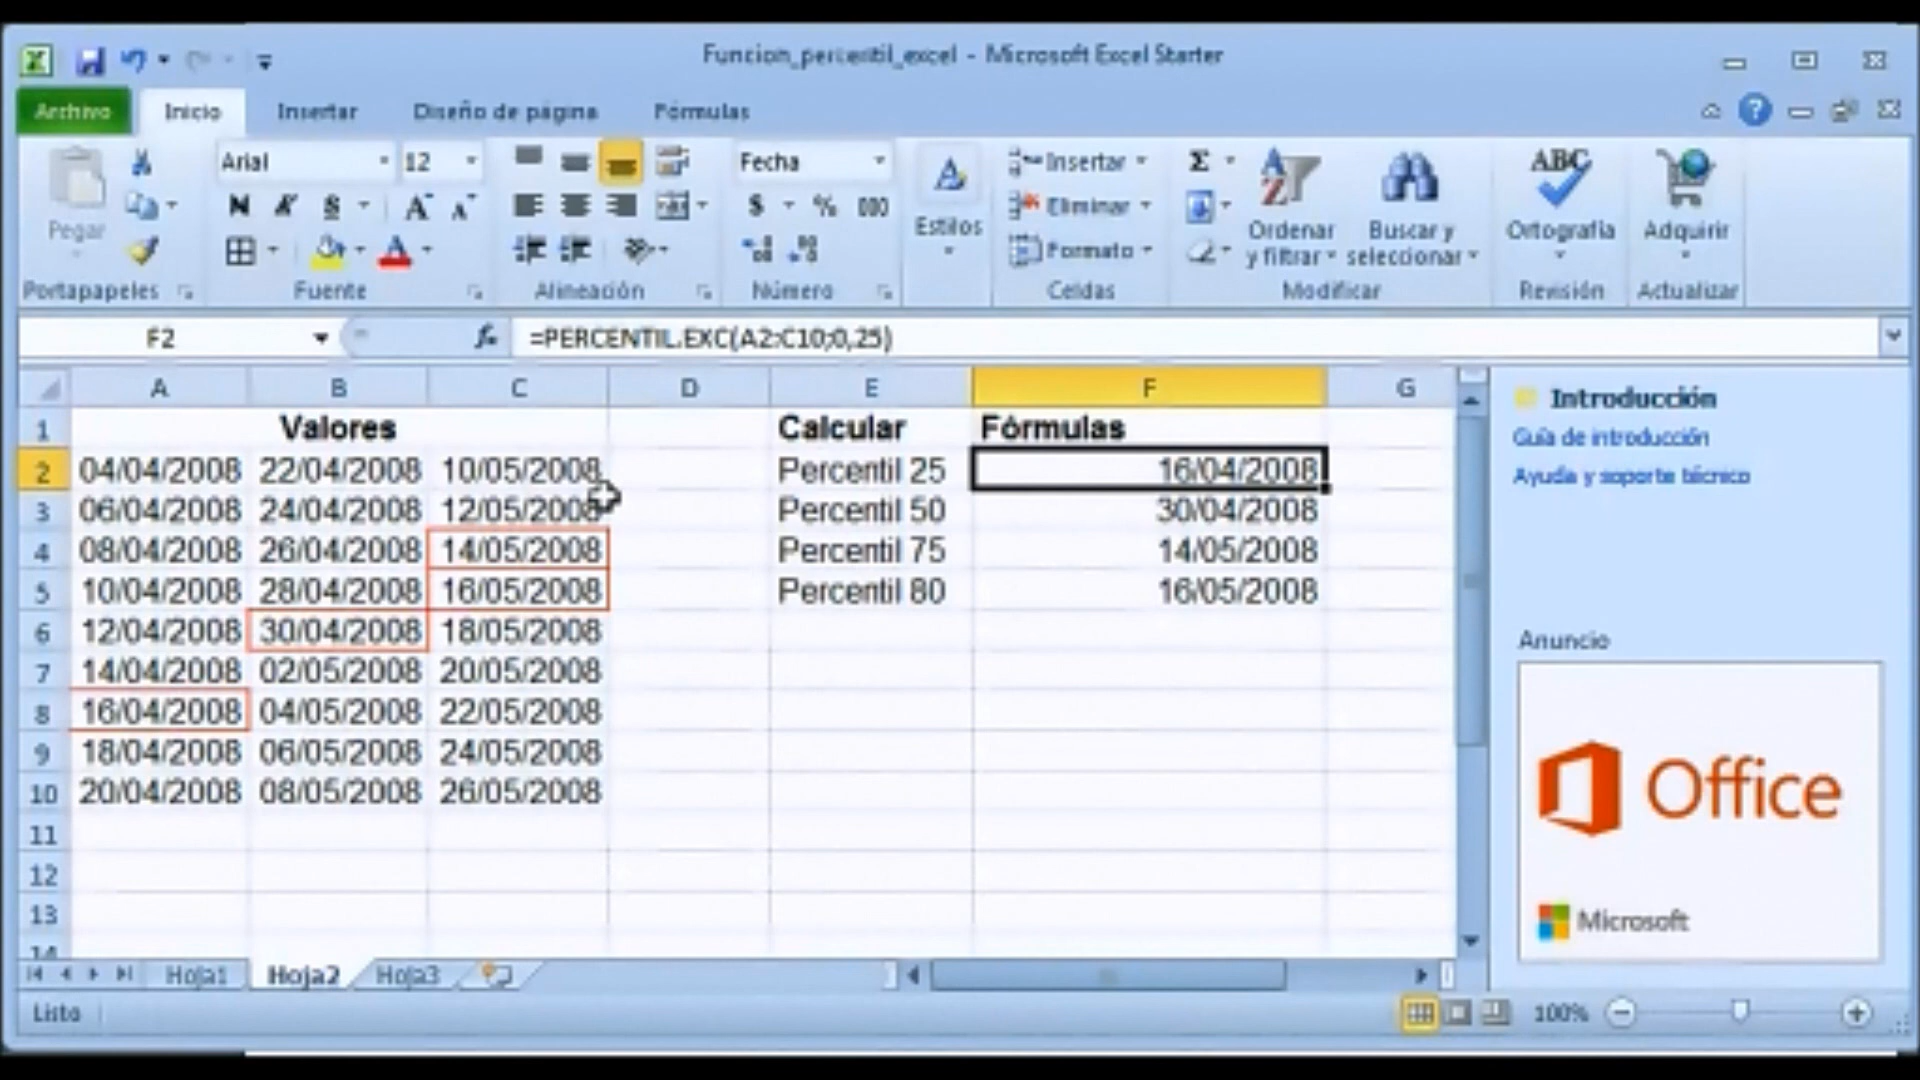 Funcion_percentil_excel - Microsoft Excel Starter
Archivo Inicio Insertar Diseño de página Fórmulas
Arial 12 Fecha Insertar Σ ABC
Pegar N K S A A $ % 000 Estilos Eliminar Ordenar y filtrar Buscar y seleccionar Ortografía Adquirir
A Formato
Portapapeles Fuente Alineación Número Celdas Modificar Revisión Actualizar
F2 fx =PERCENTIL.EXC(A2:C10;0,25)
A B C D E F G
1 Valores Calcular Fórmulas
2 04/04/2008 22/04/2008 10/05/2008 Percentil 25 16/04/2008
3 06/04/2008 24/04/2008 12/05/2008 Percentil 50 30/04/2008
4 08/04/2008 26/04/2008 14/05/2008 Percentil 75 14/05/2008
5 10/04/2008 28/04/2008 16/05/2008 Percentil 80 16/05/2008
6 12/04/2008 30/04/2008 18/05/2008
7 14/04/2008 02/05/2008 20/05/2008
8 16/04/2008 04/05/2008 22/05/2008
9 18/04/2008 06/05/2008 24/05/2008
10 20/04/2008 08/05/2008 26/05/2008
11
12
13
14
Introducción
Guía de introducción
Ayuda y soporte técnico
Anuncio
Office
Microsoft
Hoja1 Hoja2 Hoja3
Listo 100%